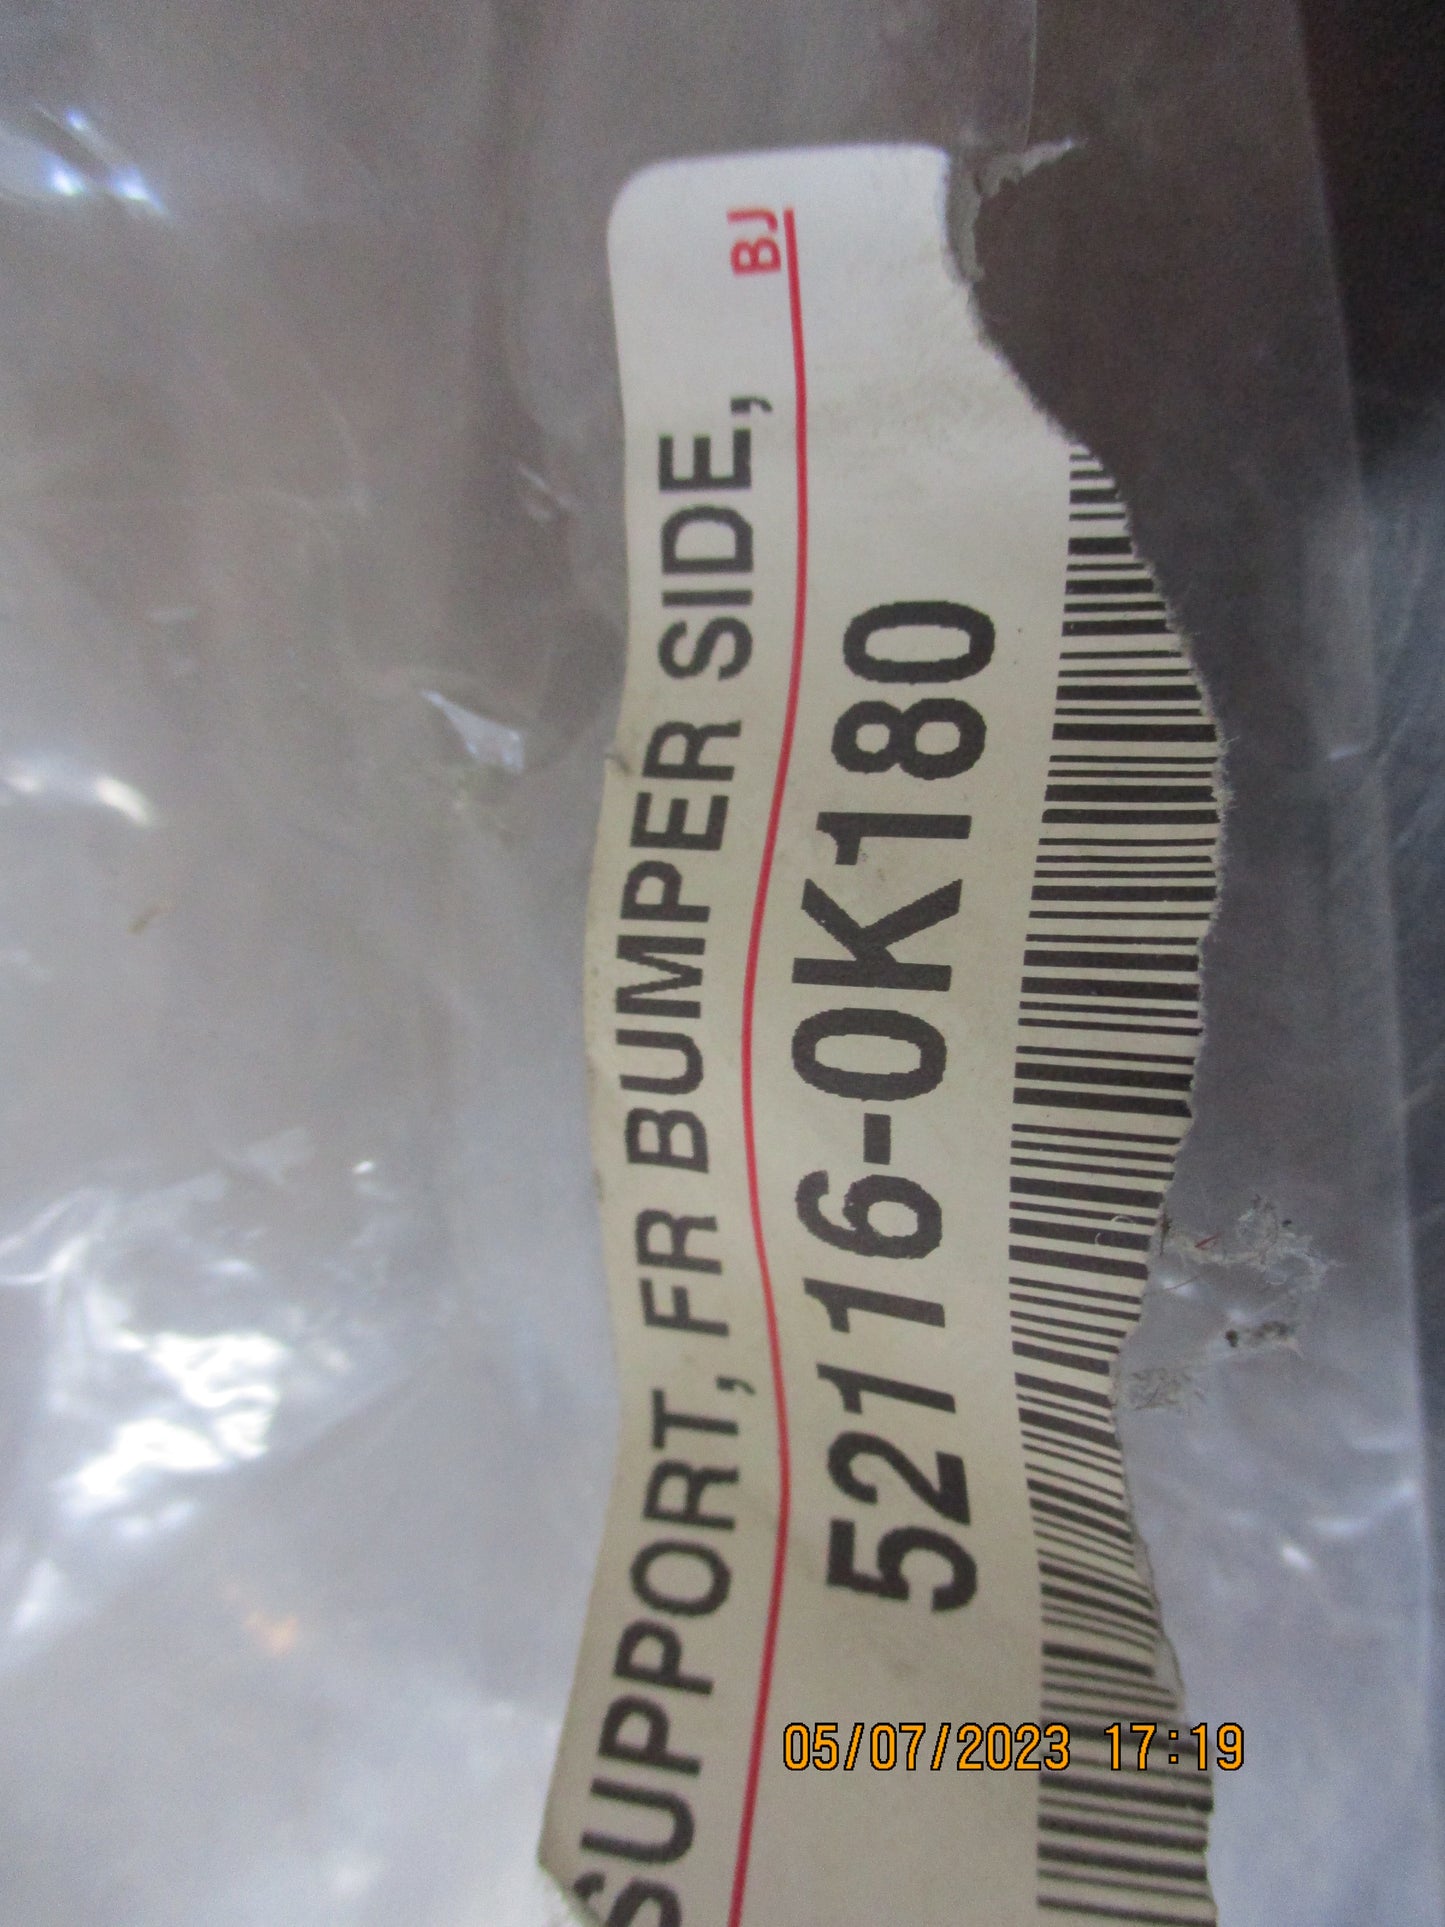 BJ
SUPPORT, FR BUMPER SIDE,
52116-0K180
05/07/2023 17:19